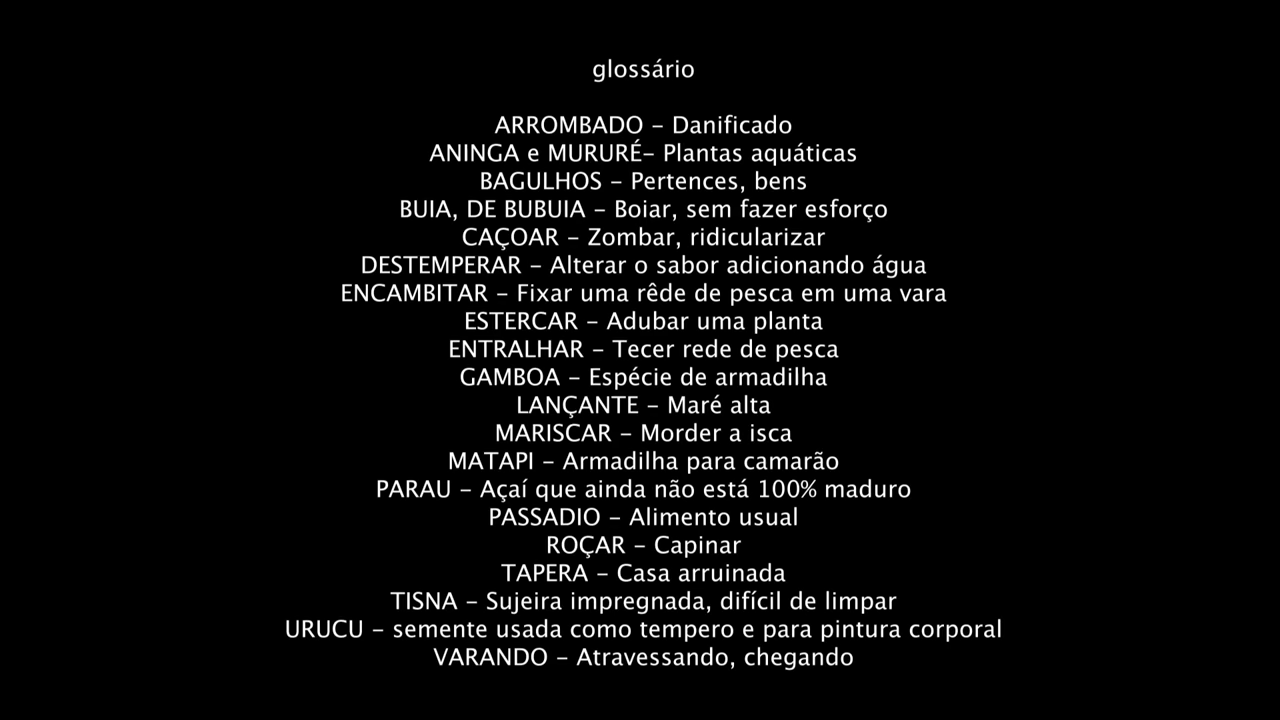 glossário
ARROMBADO – Danificado
ANINGA e MURURÉ– Plantas aquáticas
BAGULHOS – Pertences, bens
BUIA, DE BUBUIA – Boiar, sem fazer esforço
CAÇOAR – Zombar, ridicularizar
DESTEMPERAR – Alterar o sabor adicionando água
ENCAMBITAR – Fixar uma rêde de pesca em uma vara
ESTERCAR – Adubar uma planta
ENTRALHAR – Tecer rede de pesca
GAMBOA – Espécie de armadilha
LANÇANTE – Maré alta
MARISCAR – Morder a isca
MATAPI – Armadilha para camarão
PARAU – Açaí que ainda não está 100% maduro
PASSADIO – Alimento usual
ROÇAR – Capinar
TAPERA – Casa arruinada
TISNA – Sujeira impregnada, difícil de limpar
URUCU – semente usada como tempero e para pintura corporal
VARANDO – Atravessando, chegando